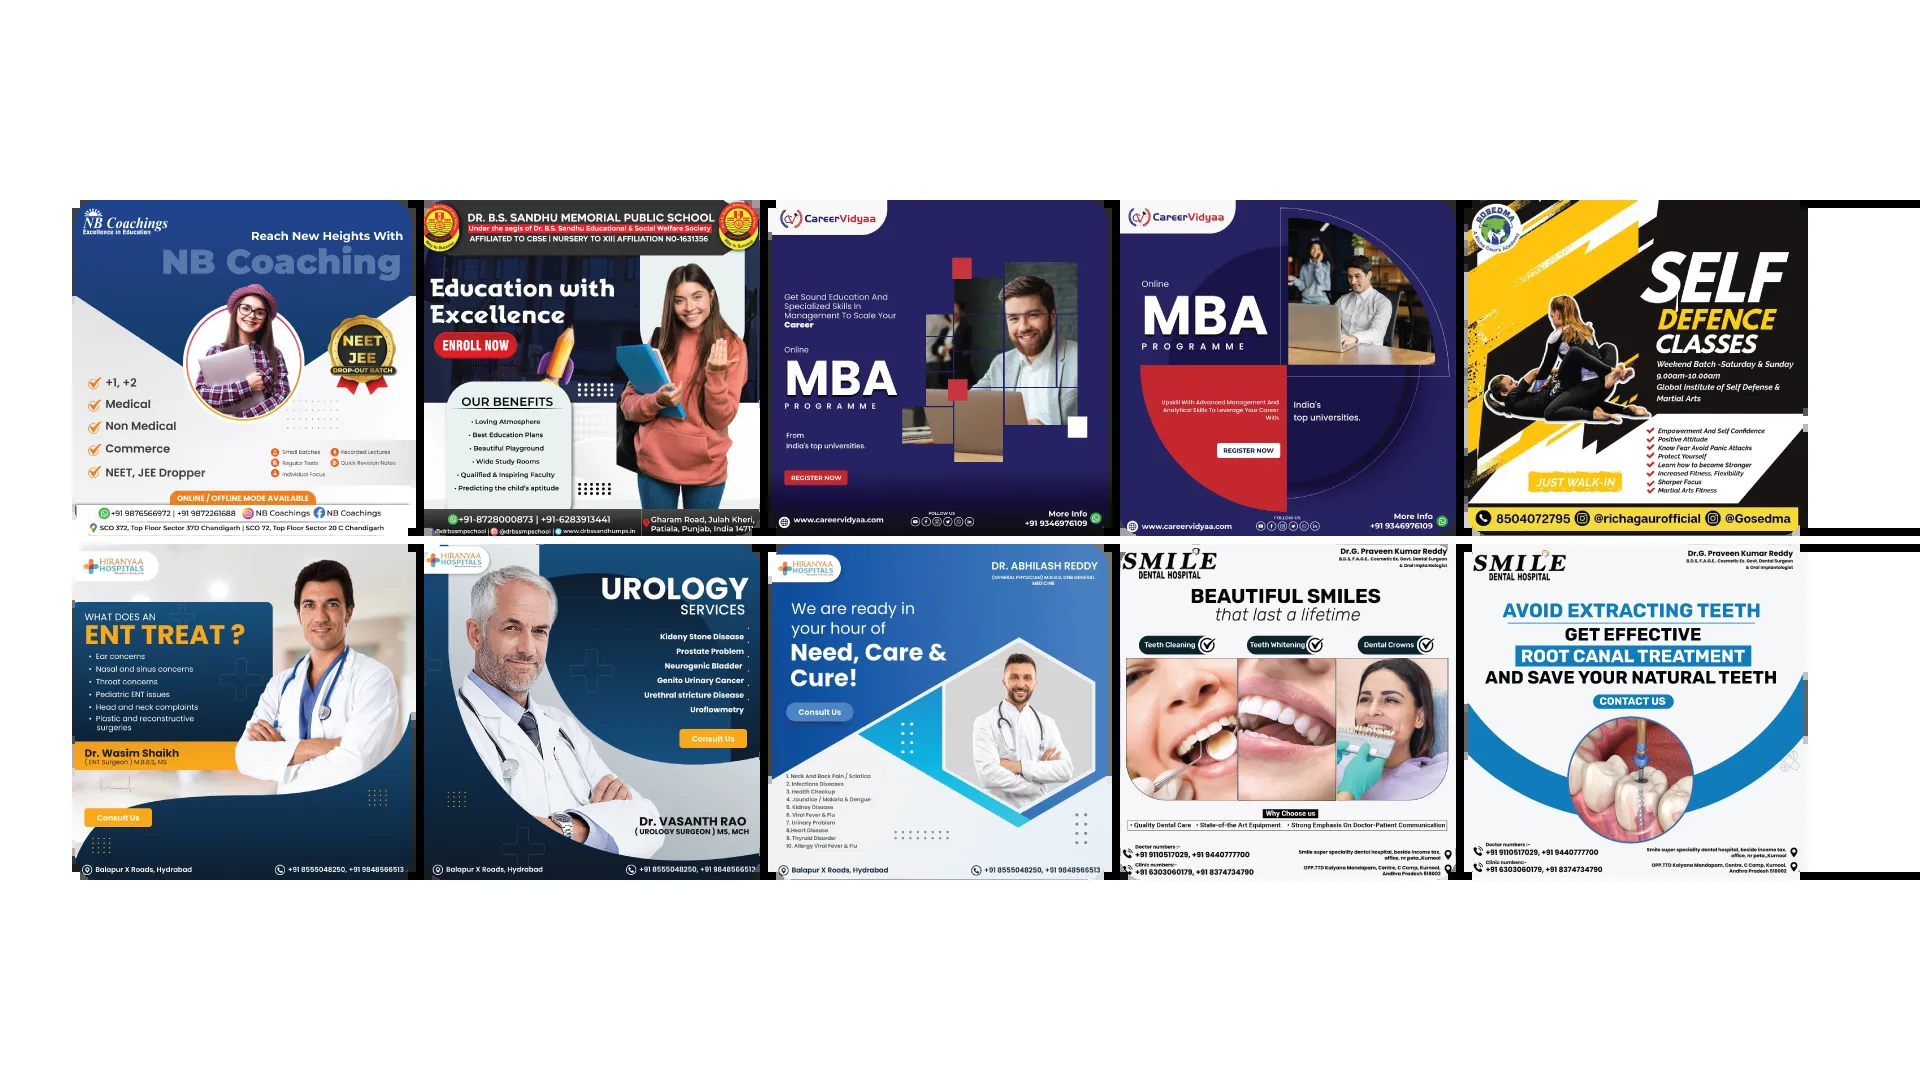 NB Coachings
Excellence in Education
Reach New Heights With
NB Coaching
NEET
JEE
DROP-OUT BATCH
+1, +2
Medical
Non Medical
Commerce
NEET, JEE Dropper
Small Batches
Recorded Lectures
Regular Tests
Quick Revision Notes
Individual Focus
ONLINE / OFFLINE MODE AVAILABLE
+91 9876566972 | +91 9872261688 NB Coachings NB Coachings
SCO 372, Top Floor Sector 37D Chandigarh | SCO 72, Top Floor Sector 20 C Chandigarh
DR. B.S. SANDHU MEMORIAL PUBLIC SCHOOL
Under the aegis of Dr. B.S. Sandhu Educational & Social Welfare Society
AFFILIATED TO CBSE | NURSERY TO XII| AFFILIATION NO-1631356
Education with
Excellence
ENROLL NOW
OUR BENEFITS
• Loving Atmosphere
• Best Education Plans
• Beautiful Playground
• Wide Study Rooms
• Qualified & Inspiring Faculty
• Predicting the child's aptitude
+91-8728000873 | +91-6283913441
@drbssmpschool | @drbssmpschool | www.drbssandhumps.in
Gharam Road, Julah Kheri,
Patiala, Punjab, India 1471
CareerVidyaa
Get Sound Education And
Specialized Skills In
Management To Scale Your
Career
Online
MBA
PROGRAMME
From
India's top universities.
REGISTER NOW
www.careervidyaa.com
FOLLOW US
More Info
+91 9346976109
CareerVidyaa
Online
MBA
PROGRAMME
Upskill With Advanced Management And
Analytical Skills To Leverage Your Career
With
India's
top universities.
REGISTER NOW
www.careervidyaa.com
FOLLOW US
More Info
+91 9346976109
GOSEDMA
SELF
DEFENCE
CLASSES
Weekend Batch -Saturday & Sunday
9.00am-10.00am
Global Institute of Self Defense &
Martial Arts
Empowerment And Self Confidence
Positive Attitude
Know Fear Avoid Panic Attacks
Protect Yourself
Learn how to become Stronger
Increased Fitness, Flexibility
Sharper Focus
Martial Arts Fitness
JUST WALK-IN
8504072795 @richagaurofficial @Gosedma
HIRANYAA
HOSPITALS
WHAT DOES AN
ENT TREAT ?
• Ear concerns
• Nasal and sinus concerns
• Throat concerns
• Pediatric ENT issues
• Head and neck complaints
• Plastic and reconstructive
surgeries
Dr. Wasim Shaikh
( ENT Surgeon ) M.B.B.S, MS
Consult Us
Balapur X Roads, Hydrabad
+91 8555048250, +91 9848566513
HIRANYAA
HOSPITALS
UROLOGY
SERVICES
Kideny Stone Disease
Prostate Problem
Neurogenic Bladder
Genito Urinary Cancer
Urethral stricture Disease
Uroflowmetry
Consult Us
Dr. VASANTH RAO
( UROLOGY SURGEON ) MS, MCH
Balapur X Roads, Hydrabad
+91 8555048250, +91 9848566513
HIRANYAA
HOSPITALS
DR. ABHILASH REDDY
(GENERAL PHYSICIAN) M.B.B.S, DNB GENERAL
MEDICINE
We are ready in
your hour of
Need, Care &
Cure!
Consult Us
1. Neck And Back Pain / Sciatica
2. Infections Diseases
3. Health Checkup
4. Jaundice / Malaria & Dengue
5. Kidney Disease
6. Viral Fever & Flu
7. Urinary Problem
8.Heart Disease
9. Thyroid Disorder
10. Allergy Viral Fever & Flu
Balapur X Roads, Hydrabad
+91 8555048250, +91 9848566513
SMILE
DENTAL HOSPITAL
Dr.G. Praveen Kumar Reddy
B.D.S, F.A.G.E.. Cosmetic Ex. Govt. Dental Surgeon
& Oral Implantologist
BEAUTIFUL SMILES
that last a lifetime
Teeth Cleaning
Teeth Whitening
Dental Crowns
Why Choose us
• Quality Dental Care • State-of-the Art Equipment • Strong Emphasis On Doctor-Patient Communication
Doctor numbers:-
+91 9110517029, +91 9440777700
Clinic numbers:-
+91 6303060179, +91 8374734790
Smile super speciality dental hospital, beside income tax.
office, nr peta.,Kurnool
OPP.TTD Kalyana Mandapam, Centre, C Camp, Kurnool,
Andhra Pradesh 518002
SMILE
DENTAL HOSPITAL
Dr.G. Praveen Kumar Reddy
B.D.S, F.A.G.E.. Cosmetic Ex. Govt. Dental Surgeon
& Oral Implantologist
AVOID EXTRACTING TEETH
GET EFFECTIVE
ROOT CANAL TREATMENT
AND SAVE YOUR NATURAL TEETH
CONTACT US
Doctor numbers:-
+91 9110517029, +91 9440777700
Clinic numbers:-
+91 6303060179, +91 8374734790
Smile super speciality dental hospital, beside income tax.
office, nr peta.,Kurnool
OPP.TTD Kalyana Mandapam, Centre, C Camp, Kurnool,
Andhra Pradesh 518002